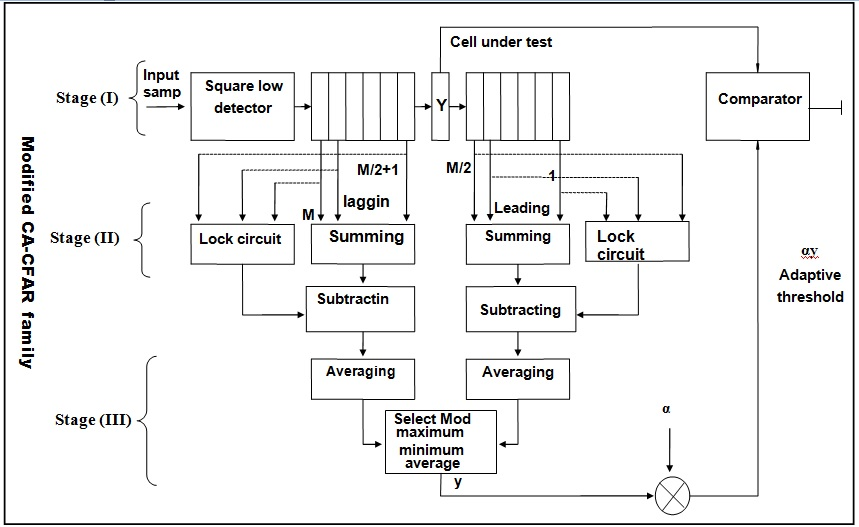 Modified CA-CFAR family
Stage (I)
Input
samp
Square low
detector
Y
Cell under test
Comparator
M/2+1
M/2
1
M
laggin
Leading
Stage (II)
Lock circuit
Summing
Summing
Lock
circuit
αy
Adaptive
threshold
Subtractin
Subtracting
Averaging
Averaging
Stage (III)
Select Mod
maximum
minimum
average
α
y